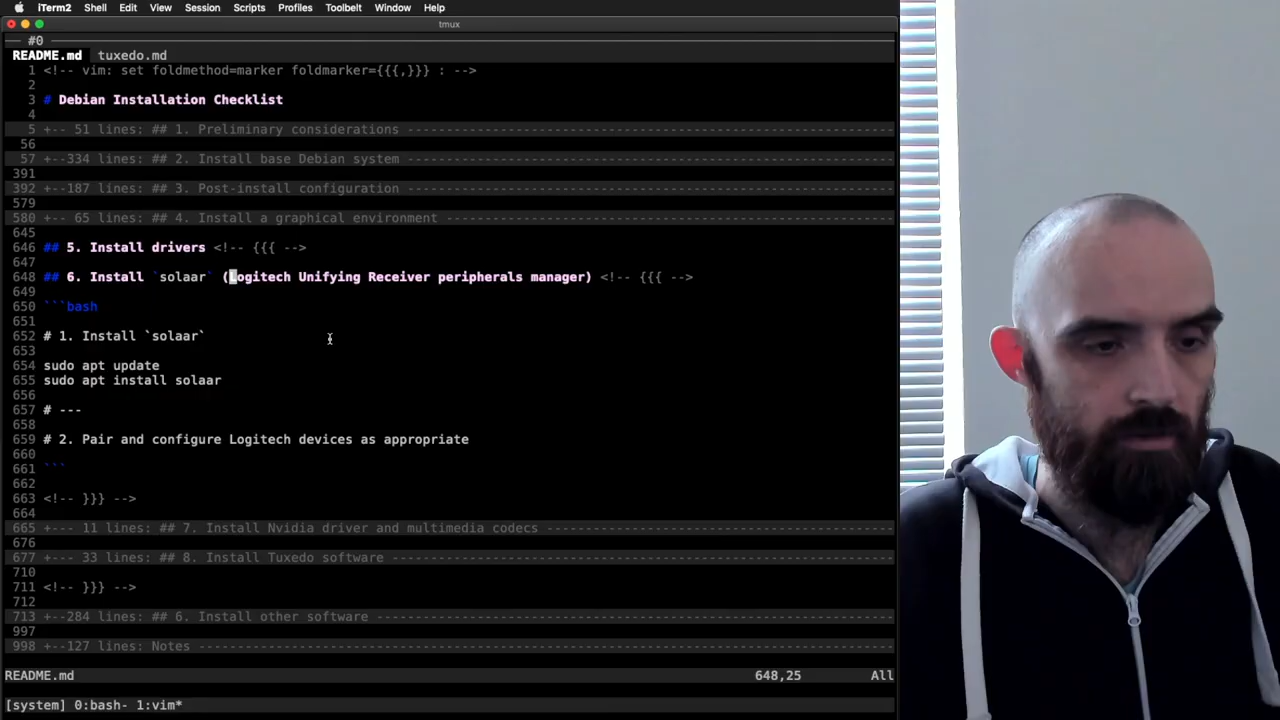 iTerm2 Shell Edit View Session Scripts Profiles Toolbelt Window Help
tmux
#0
README.md tuxedo.md
1 <!-- vim: set foldmethod=marker foldmarker={{{,}}} : -->
2
3 # Debian Installation Checklist
4
5 +-- 51 lines: ## 1. Preliminary considerations
56
57 +--334 lines: ## 2. Install base Debian system
391
392 +--187 lines: ## 3. Post-install configuration
579
580 +-- 65 lines: ## 4. Install a graphical environment
645
646 ## 5. Install drivers <!-- {{{ -->
647
648 ## 6. Install `solaar` (Logitech Unifying Receiver peripherals manager) <!-- {{{ -->
649
650 ```bash
651
652 # 1. Install `solaar`
653
654 sudo apt update
655 sudo apt install solaar
656
657 # ---
658
659 # 2. Pair and configure Logitech devices as appropriate
660
661 ```
662
663 <!-- }}} -->
664
665 +--- 11 lines: ## 7. Install Nvidia driver and multimedia codecs
676
677 +--- 33 lines: ## 8. Install Tuxedo software
710
711 <!-- }}} -->
712
713 +--284 lines: ## 6. Install other software
997
998 +--127 lines: Notes
README.md 648,25 All
[system] 0:bash- 1:vim*